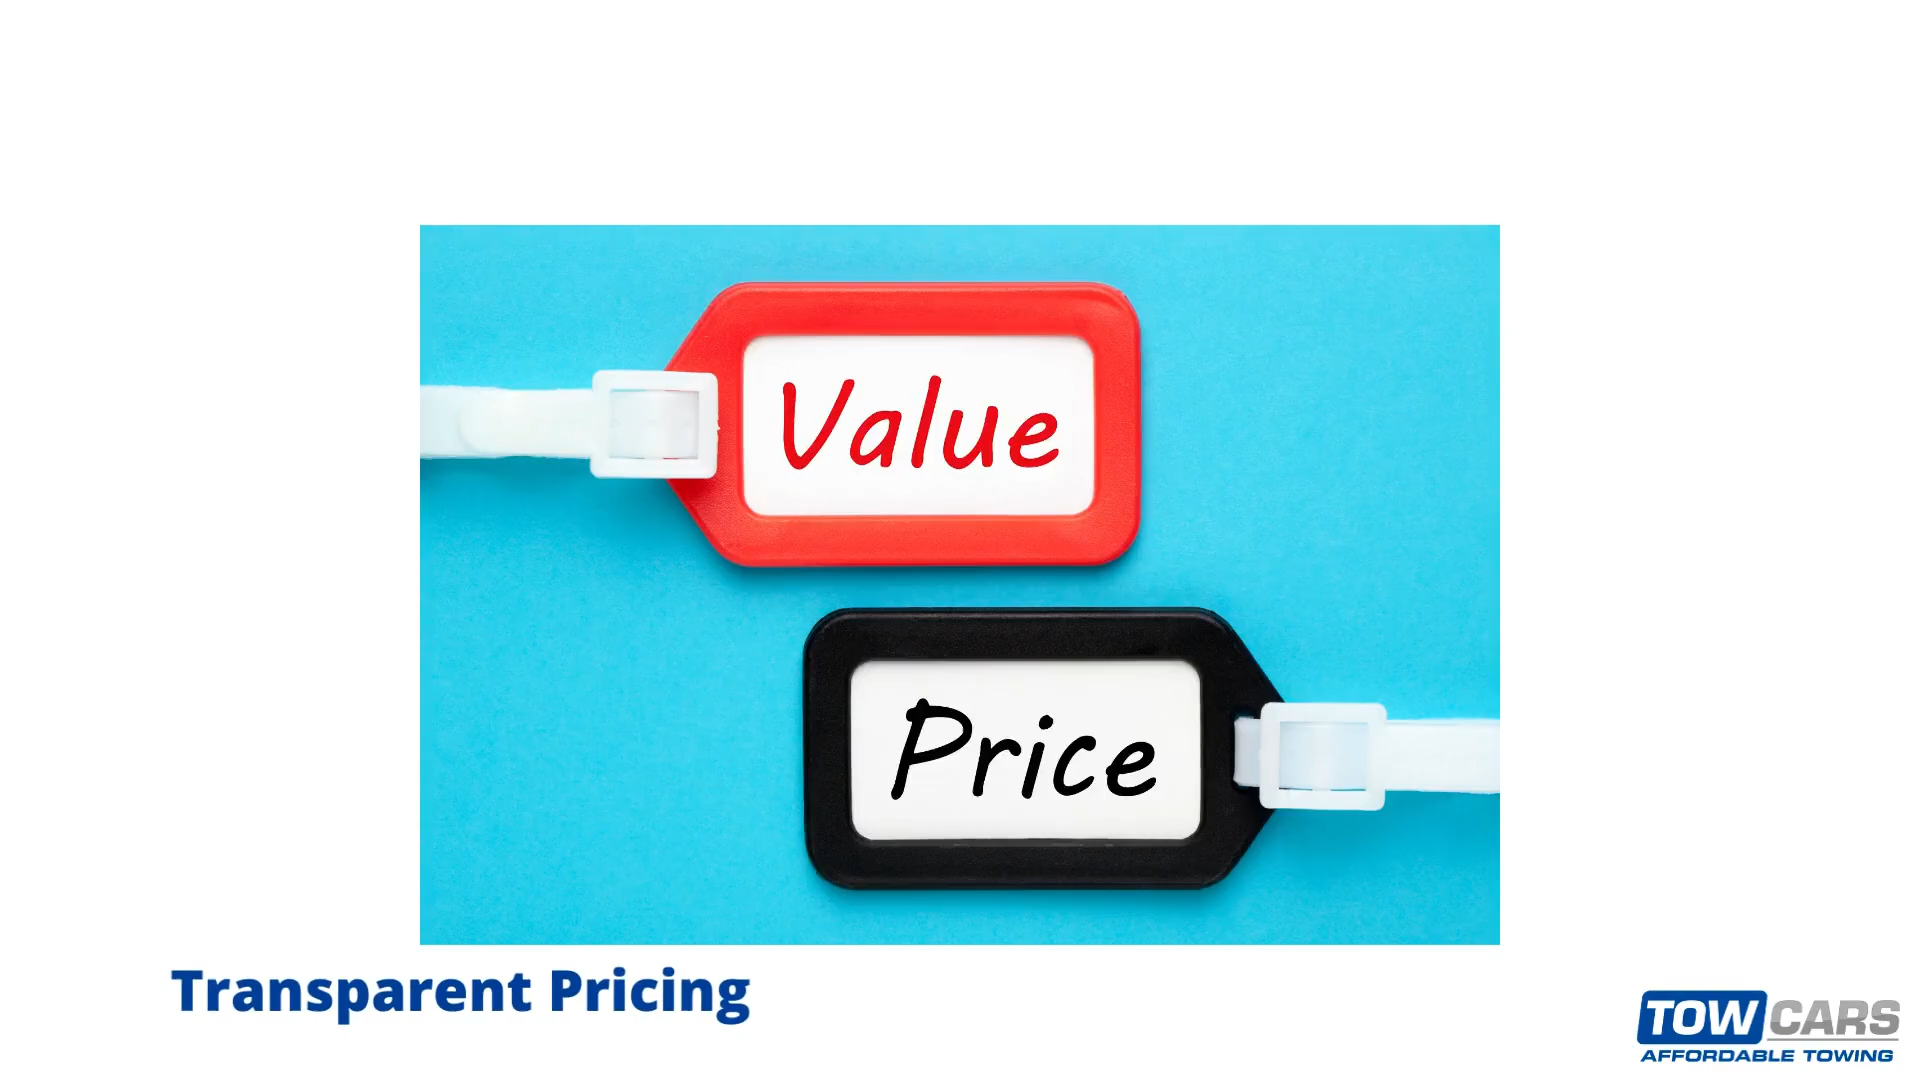 Value
Price
Transparent Pricing
TOW CARS
AFFORDABLE TOWING